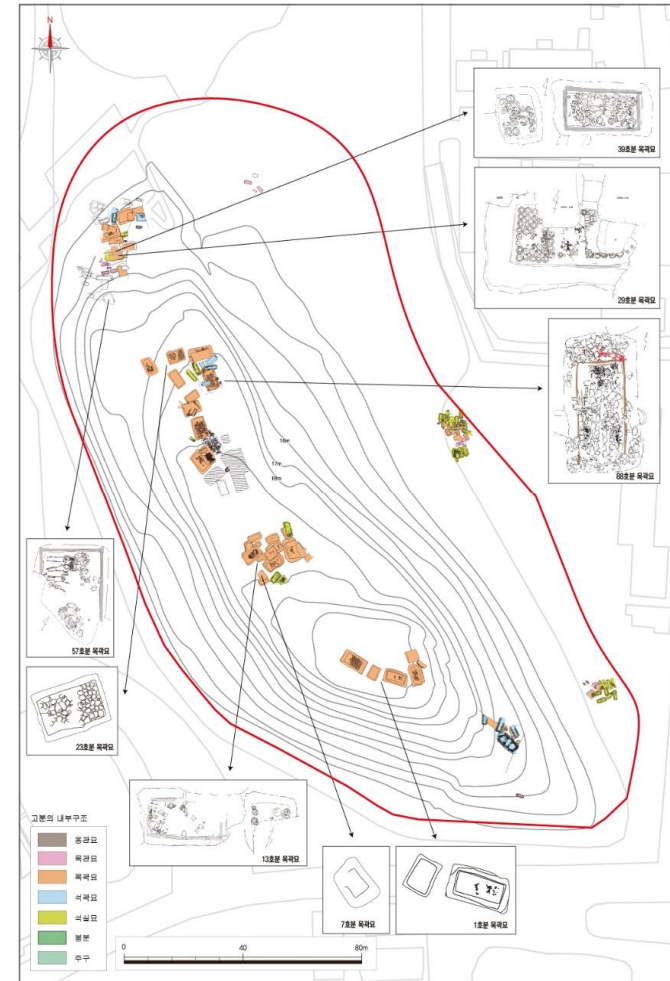 N
39호분 목곽묘
29호분 목곽묘
88호분 목곽묘
16m
17m
18m
57호분 목곽묘
23호분 목곽묘
13호분 목곽묘
7호분 목곽묘
1호분 목곽묘
고분의 내부구조
옹관묘
목관묘
목곽묘
석곽묘
석실묘
봉분
주구
0
40
80m